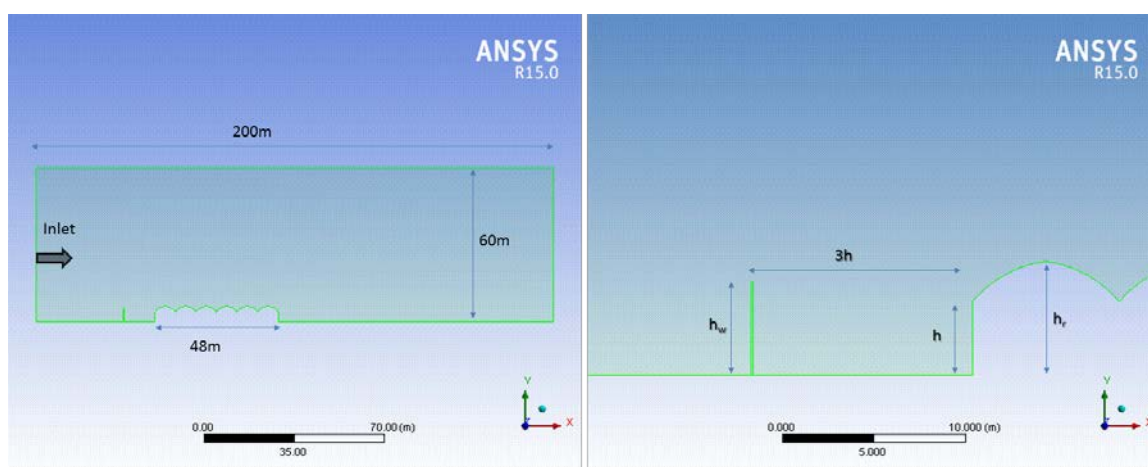 ANSYS
R15.0
200m
Inlet
60m
48m
Y
X
0.00
70.00 (m)
35.00
ANSYS
R15.0
3h
hw
h
hr
Y
X
0.000
10.000 (m)
5.000